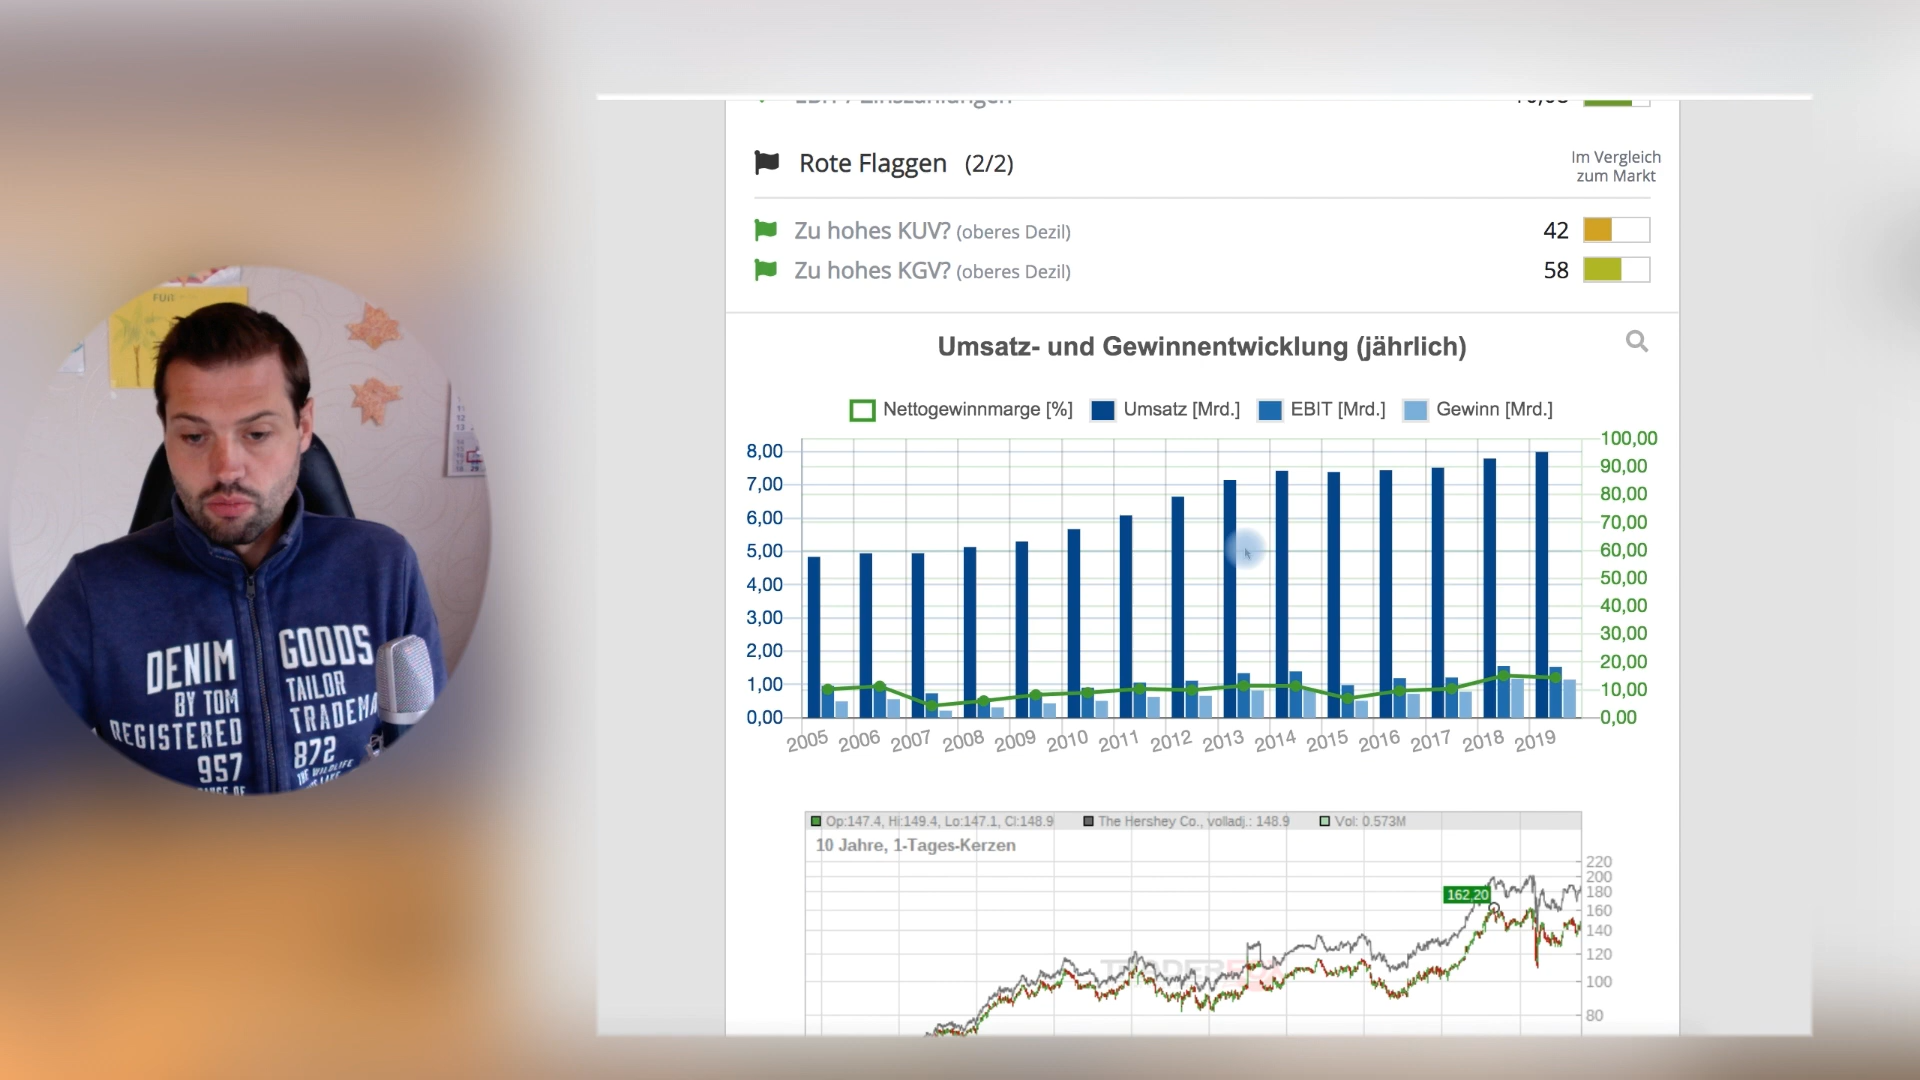 EBIT / Zinszahlungen
Rote Flaggen (2/2)
Im Vergleich
zum Markt
Zu hohes KUV? (oberes Dezil) 42
Zu hohes KGV? (oberes Dezil) 58
Umsatz- und Gewinnentwicklung (jährlich)
Nettogewinnmarge [%] Umsatz [Mrd.] EBIT [Mrd.] Gewinn [Mrd.]
8,00
7,00
6,00
5,00
4,00
3,00
2,00
1,00
0,00
100,00
90,00
80,00
70,00
60,00
50,00
40,00
30,00
20,00
10,00
0,00
2005 2006 2007 2008 2009 2010 2011 2012 2013 2014 2015 2016 2017 2018 2019
Op:147.4, Hi:149.4, Lo:147.1, Cl:148.9 The Hershey Co., volladj.: 148.9 Vol: 0.573M
10 Jahre, 1-Tages-Kerzen
162,20
220
200
180
160
140
120
100
80
TRADERFOX
FUN
DENIM GOODS
BY TOM TAILOR
REGISTERED TRADEMA
957 872